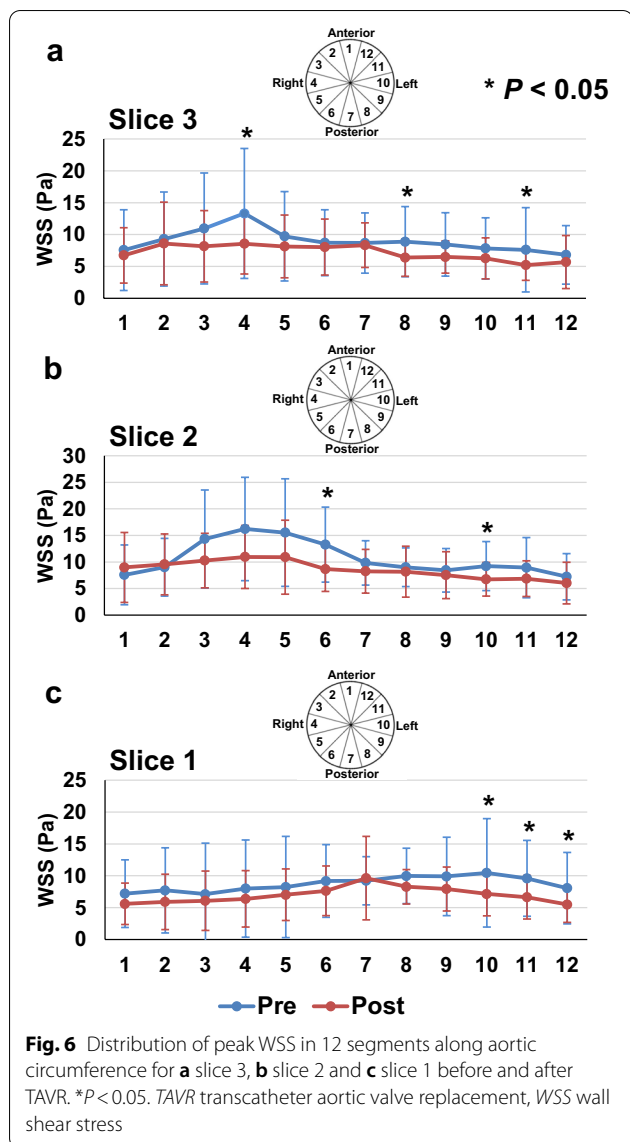 a
Anterior
1
2
12
3
11
Right
4
10
Left
5
9
6
8
7
Posterior
* P < 0.05
Slice 3
*
*
*
WSS (Pa)
25
20
15
10
5
0
1 2 3 4 5 6 7 8 9 10 11 12
b
Anterior
1
2
12
3
11
Right
4
10
Left
5
9
6
8
7
Posterior
Slice 2
*
*
WSS (Pa)
30
25
20
15
10
5
0
1 2 3 4 5 6 7 8 9 10 11 12
c
Anterior
1
2
12
3
11
Right
4
10
Left
5
9
6
8
7
Posterior
Slice 1
*
*
*
WSS (Pa)
25
20
15
10
5
0
1 2 3 4 5 6 7 8 9 10 11 12
Pre Post
Fig. 6 Distribution of peak WSS in 12 segments along aortic
circumference for a slice 3, b slice 2 and c slice 1 before and after
TAVR. *P < 0.05. TAVR transcatheter aortic valve replacement, WSS wall
shear stress